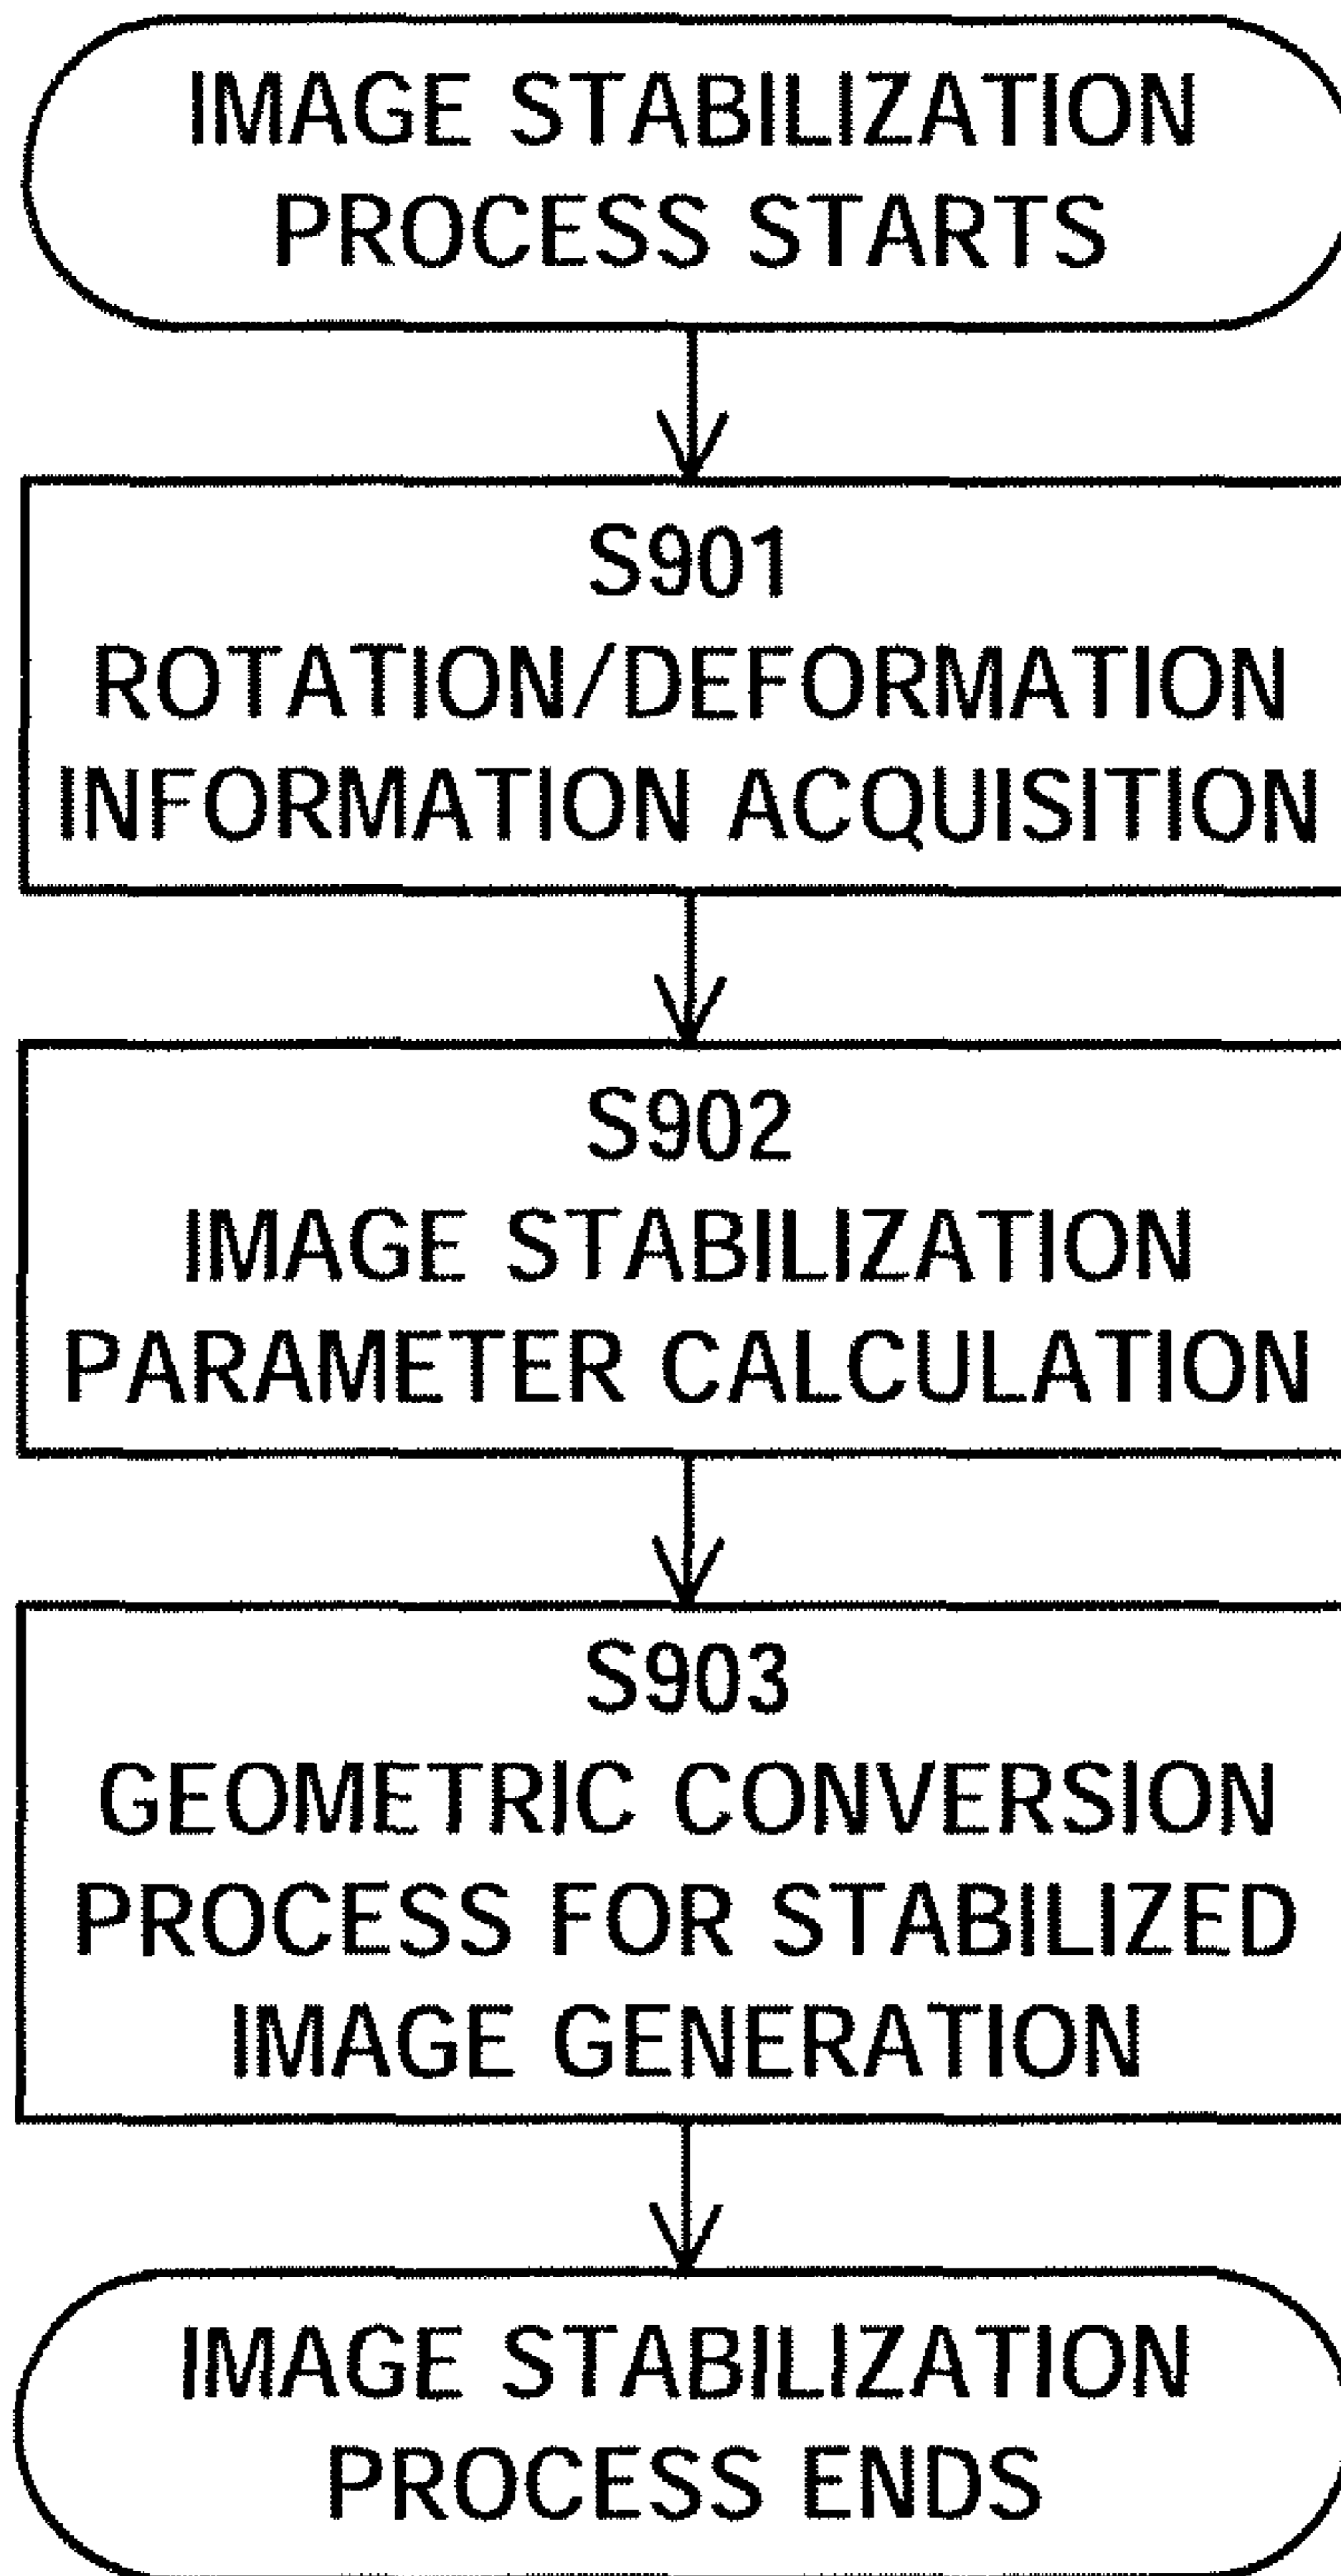 IMAGE STABILIZATION
PROCESS STARTS
S901
ROTATION/DEFORMATION
INFORMATION ACQUISITION
S902
IMAGE STABILIZATION
PARAMETER CALCULATION
S903
GEOMETRIC CONVERSION
PROCESS FOR STABILIZED
IMAGE GENERATION
IMAGE STABILIZATION
PROCESS ENDS